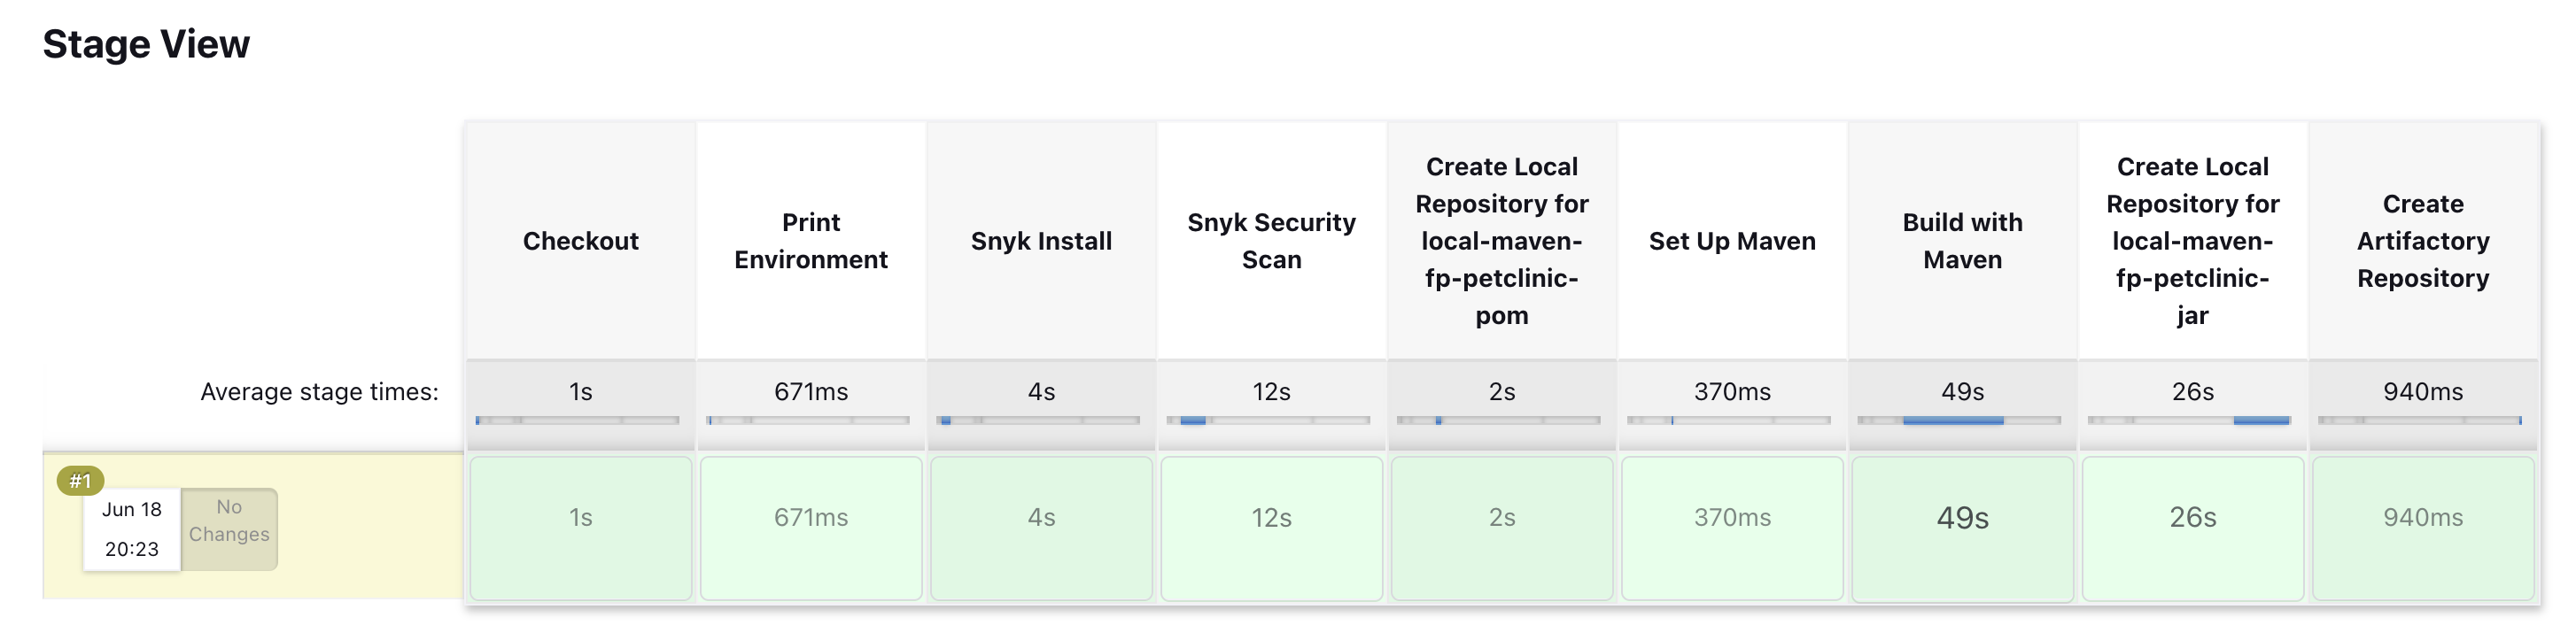 Stage View
Checkout
Print
Environment
Snyk Install
Snyk Security
Scan
Create Local
Repository for
local-maven-
fp-petclinic-
pom
Set Up Maven
Build with
Maven
Create Local
Repository for
local-maven-
fp-petclinic-
jar
Create
Artifactory
Repository
Average stage times:
1s
671ms
4s
12s
2s
370ms
49s
26s
940ms
#1
Jun 18
20:23
No
Changes
1s
671ms
4s
12s
2s
370ms
49s
26s
940ms